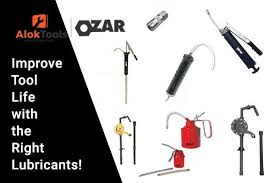 AlokTools
OZAR
Improve
Tool
Life
with
the
Right
Lubricants!